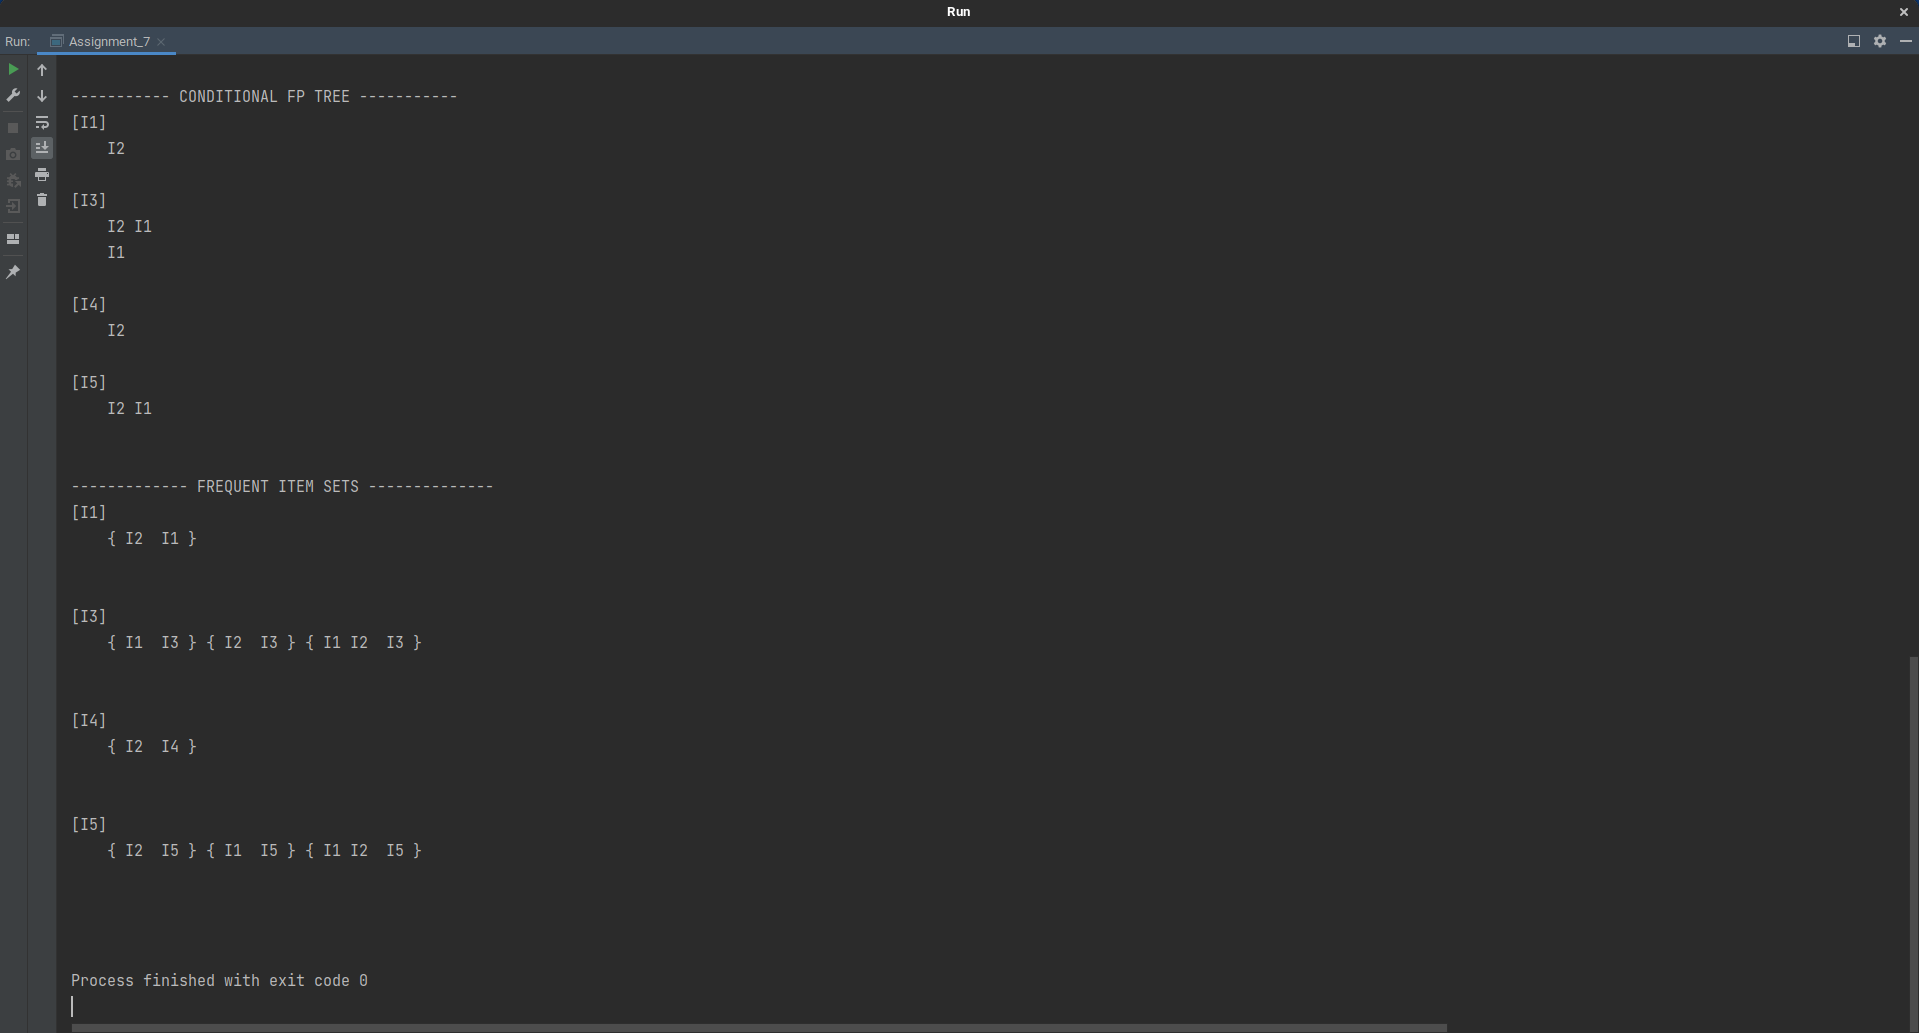 Run
Run: Assignment_7
----------- CONDITIONAL FP TREE -----------
[I1]
    I2
[I3]
    I2 I1
    I1
[I4]
    I2
[I5]
    I2 I1
------------- FREQUENT ITEM SETS --------------
[I1]
    { I2  I1 }
[I3]
    { I1  I3 } { I2  I3 } { I1 I2  I3 }
[I4]
    { I2  I4 }
[I5]
    { I2  I5 } { I1  I5 } { I1 I2  I5 }
Process finished with exit code 0